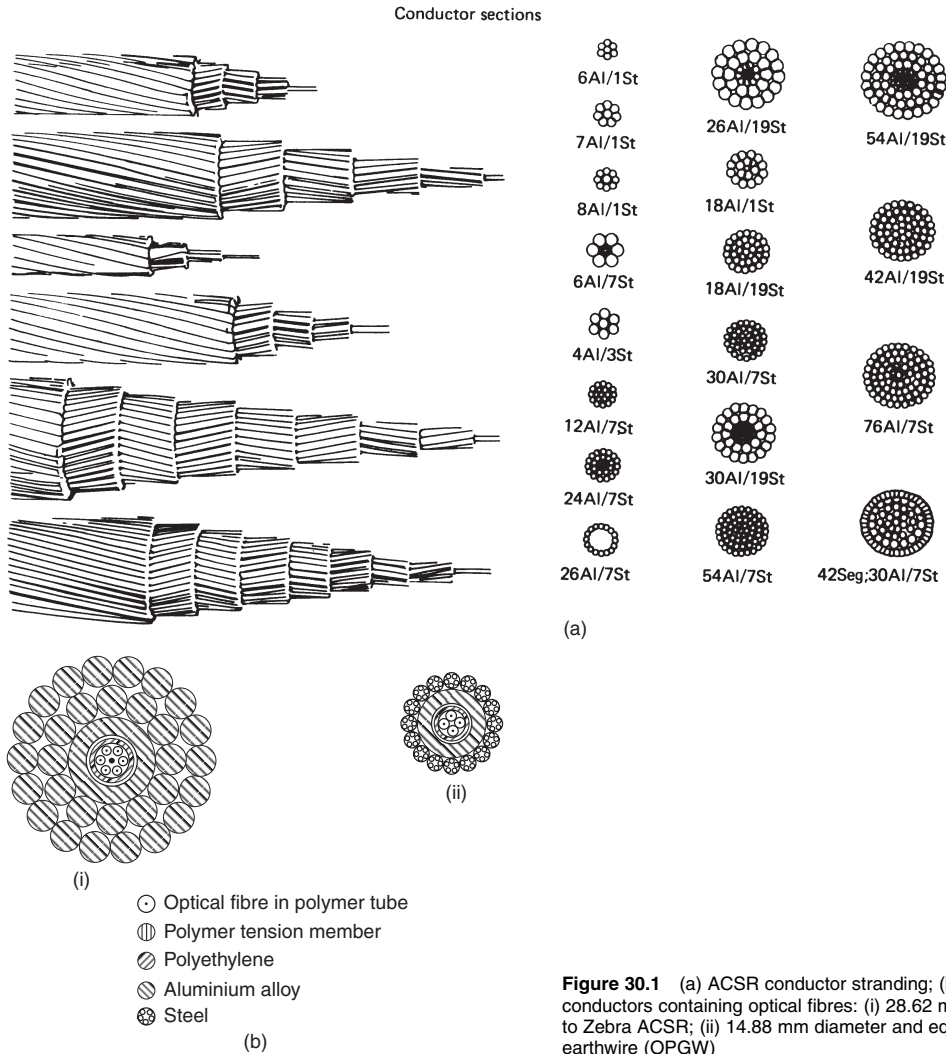 Conductor sections
6Al/1St
7Al/1St
8Al/1St
6Al/7St
4Al/3St
12Al/7St
24Al/7St
26Al/7St
26Al/19St
18Al/1St
18Al/19St
30Al/7St
30Al/19St
54Al/7St
54Al/19St
42Al/19St
76Al/7St
42Seg;30Al/7St
(a)
(i)
(ii)
Optical fibre in polymer tube
Polymer tension member
Polyethylene
Aluminium alloy
Steel
(b)
Figure 30.1 (a) ACSR conductor stranding;
conductors containing optical fibres: (i) 28.62
to Zebra ACSR; (ii) 14.88 mm diameter and
earthwire (OPGW)